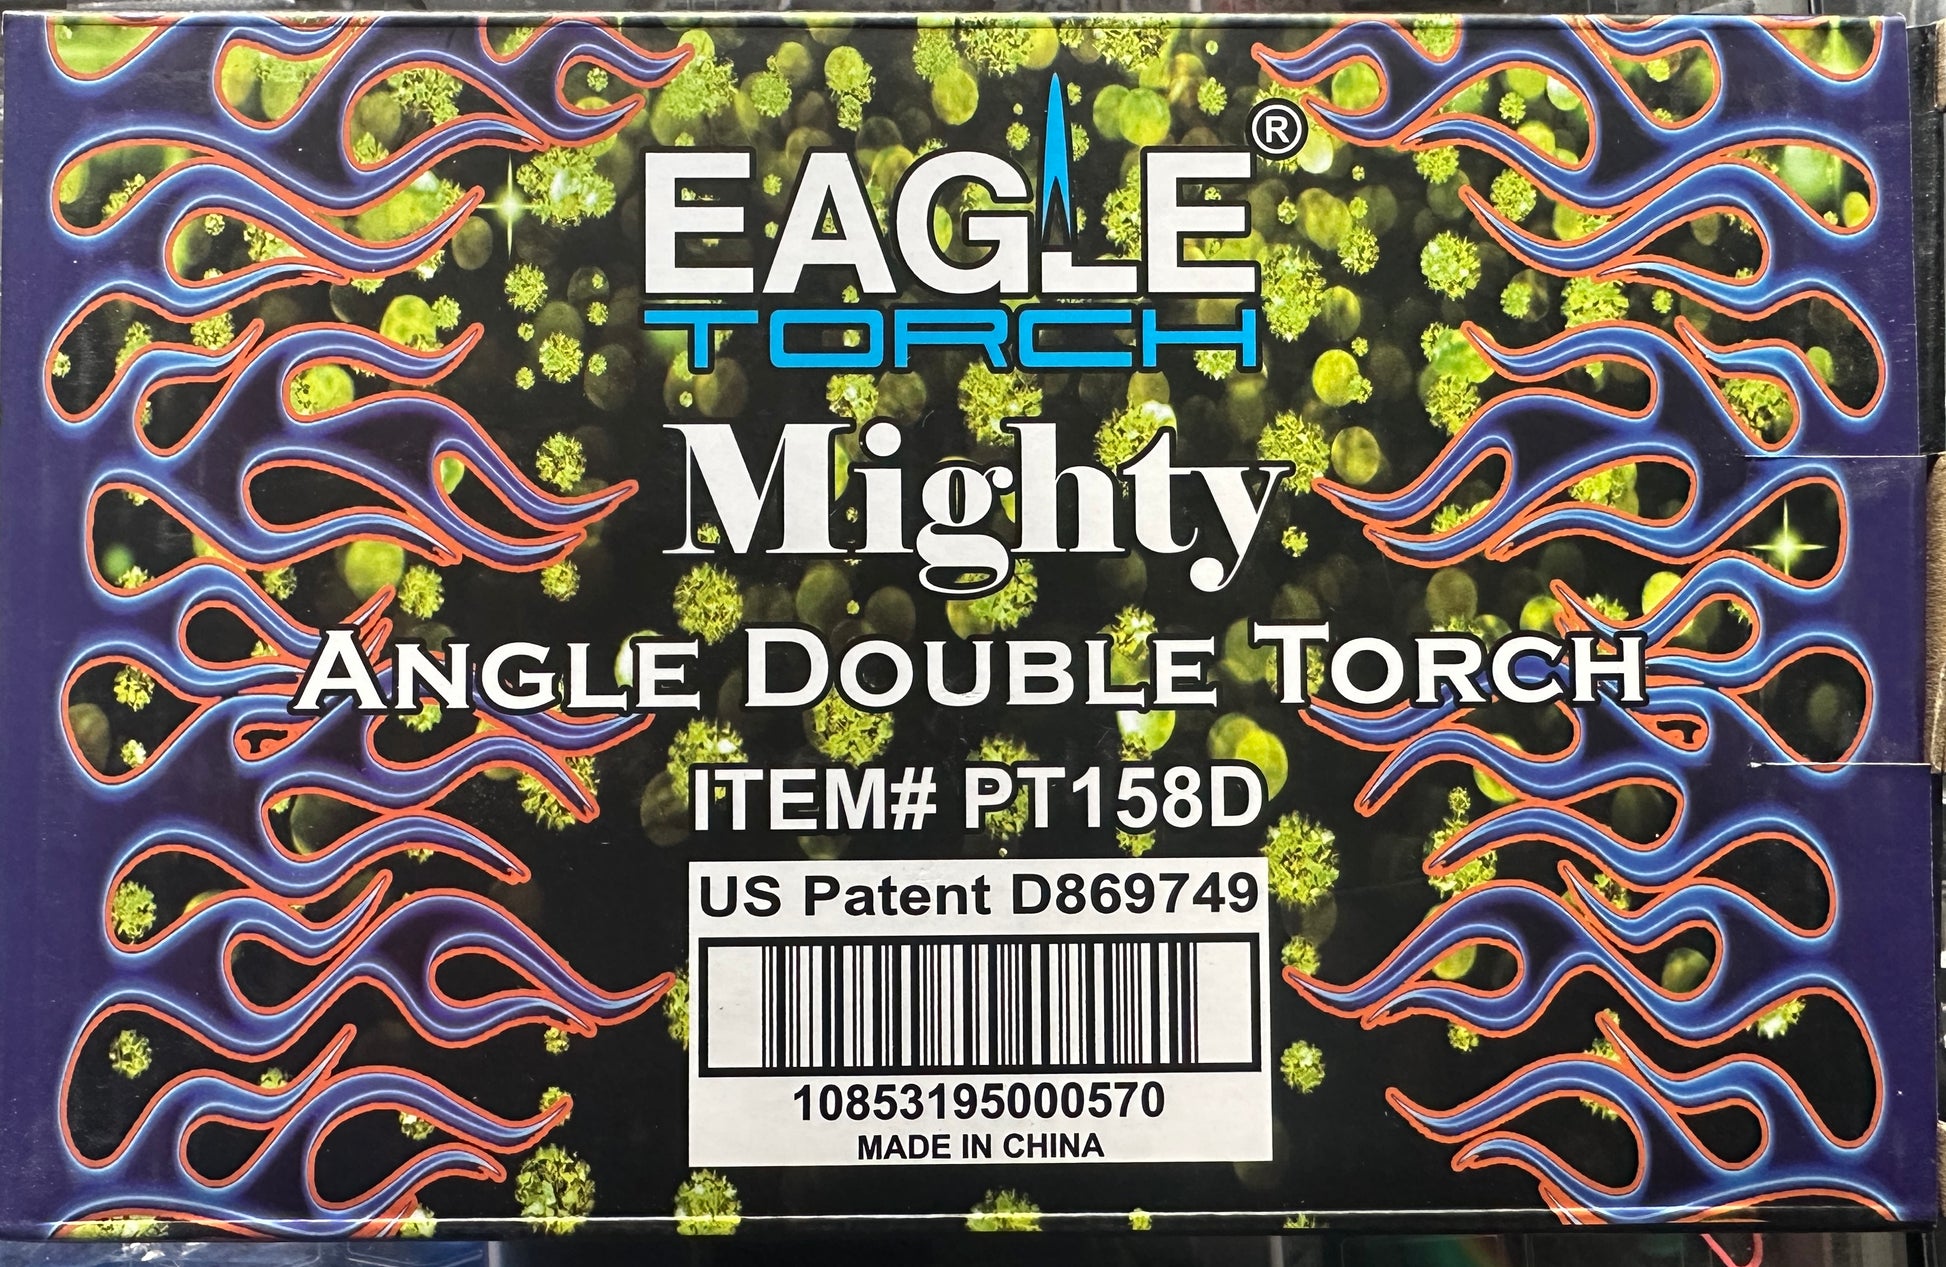 EAGLE®
TORCH
Mighty
ANGLE DOUBLE TORCH
ITEM# PT158D
US Patent D869749
10853195000570
MADE IN CHINA